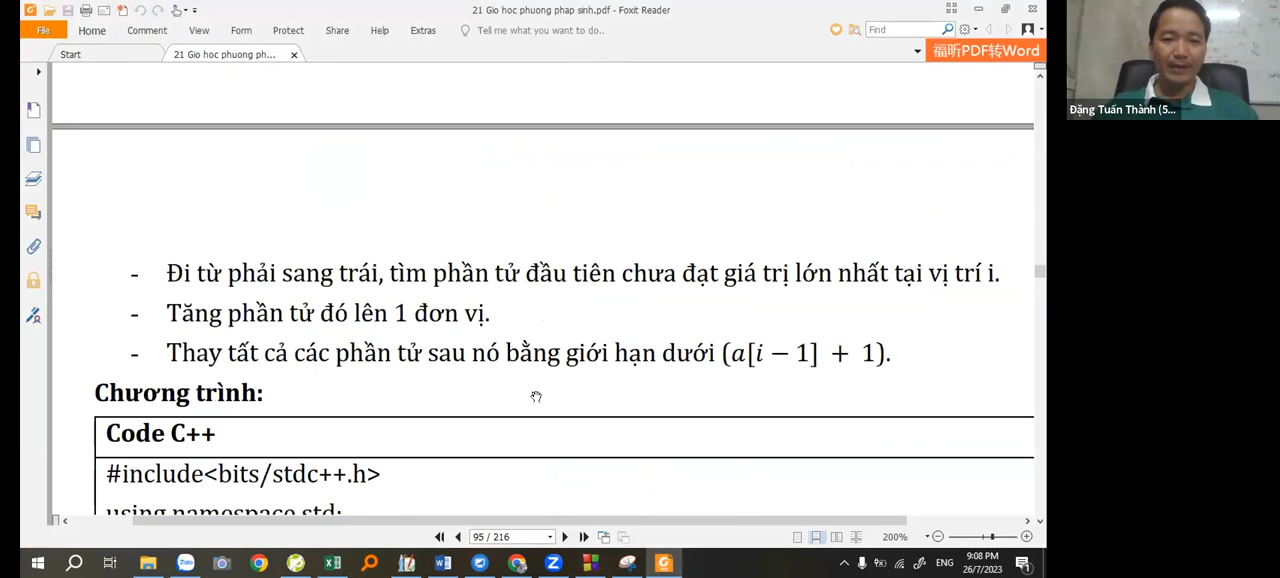 21 Gio hoc phuong phap sinh.pdf - Foxit Reader
File Home Comment View Form Protect Share Help Extras Tell me what you want to do.. Find
Start 21 Gio hoc phuong ph... 福昕PDF转Word
Đặng Tuấn Thành (5...
- Đi từ phải sang trái, tìm phần tử đầu tiên chưa đạt giá trị lớn nhất tại vị trí i.
- Tăng phần tử đó lên 1 đơn vị.
- Thay tất cả các phần tử sau nó bằng giới hạn dưới (a[i − 1] + 1).
Chương trình:
Code C++
#include<bits/stdc++.h>
using namespace std;
95 / 216 200%
Zalo ENG 9:08 PM
26/7/2023